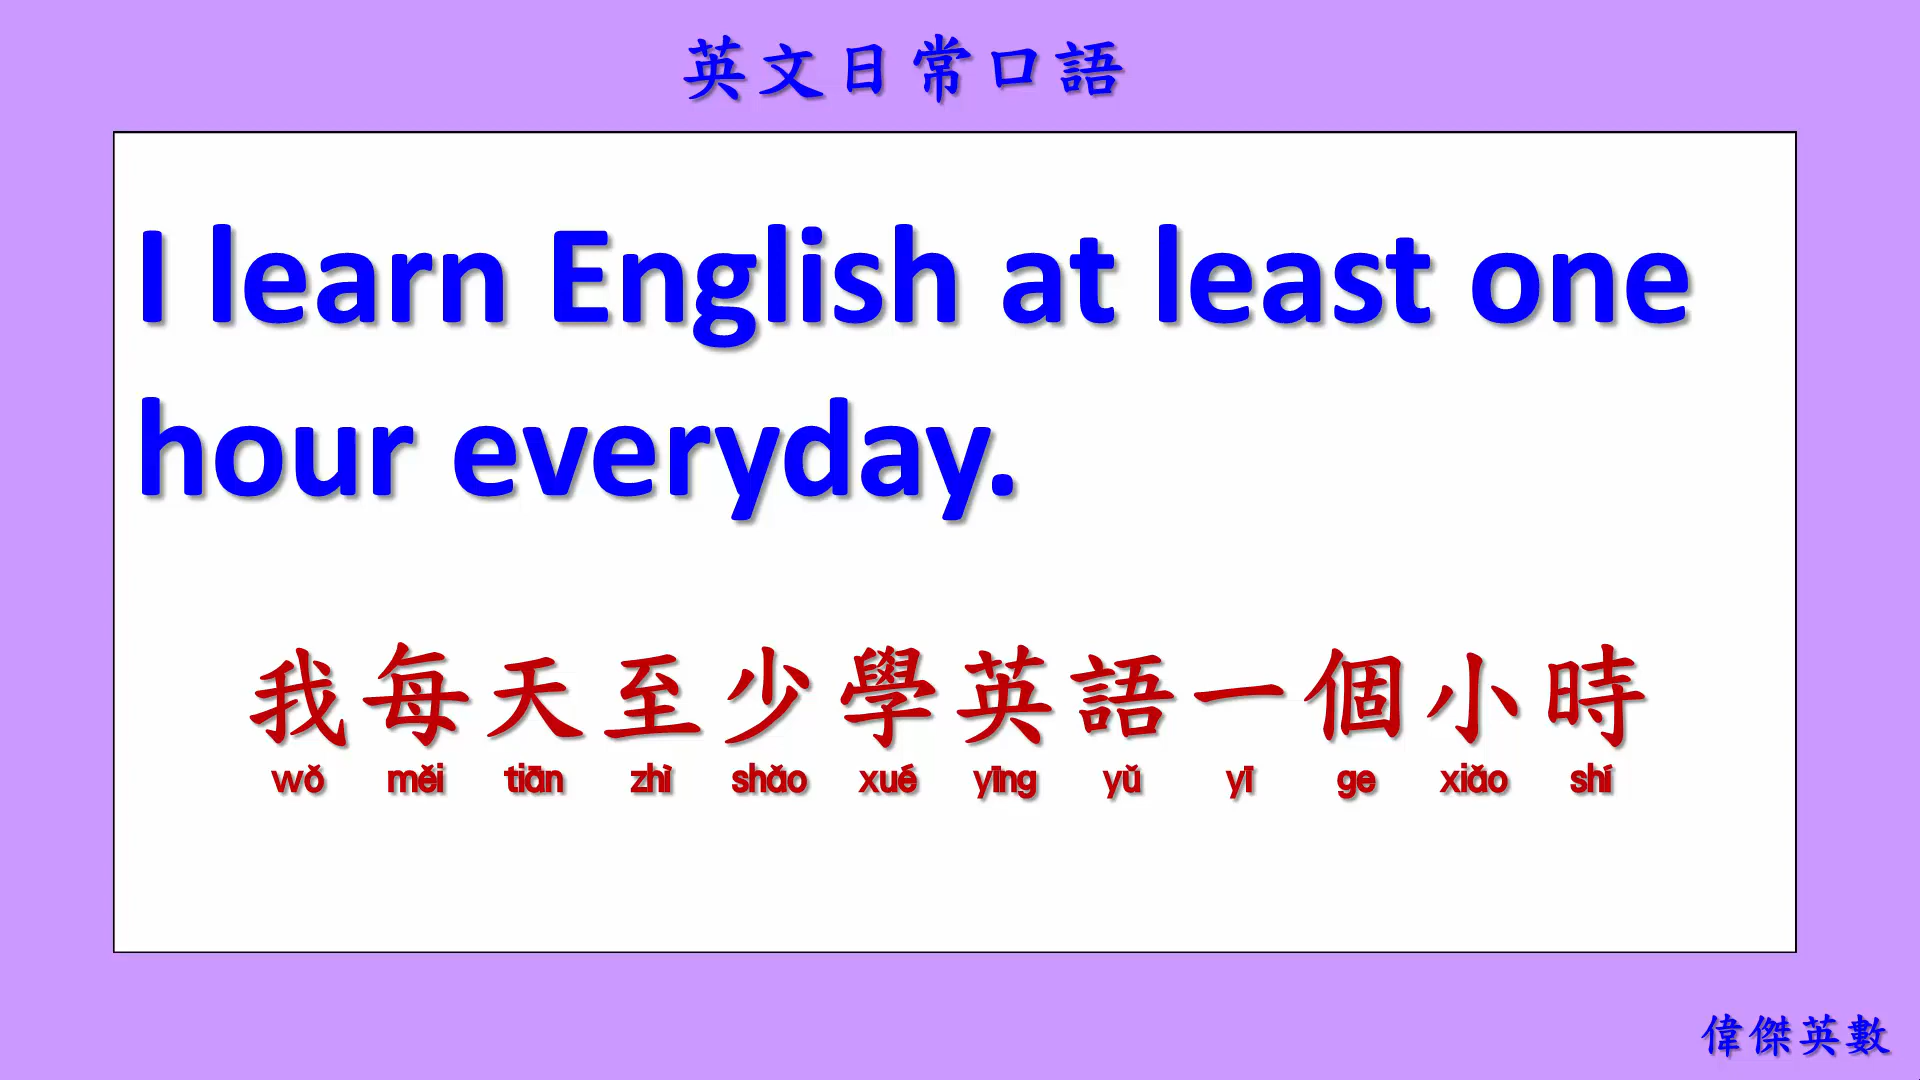 英文日常口語
I learn English at least one
hour everyday.
我每天至少學英語一個小時
wǒ měi tiān zhì shǎo xué yīng yǔ yī ge xiǎo shí
偉傑英數